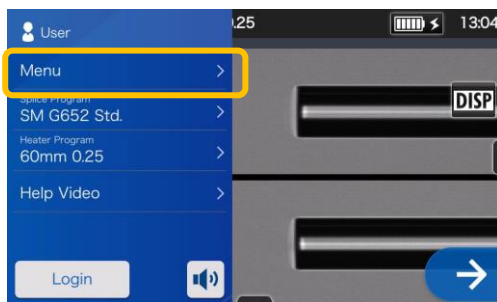 User
.25
13:04
Menu
DISP
Splice Program
SM G652 Std.
Heater Program
60mm 0.25
Help Video
Login